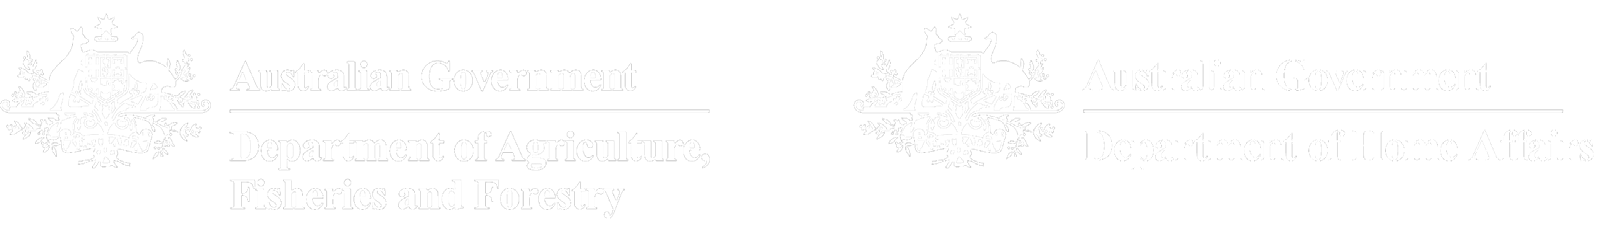 Australian Government
Department of Agriculture,
Fisheries and Forestry
Australian Government
Department of Home Affairs